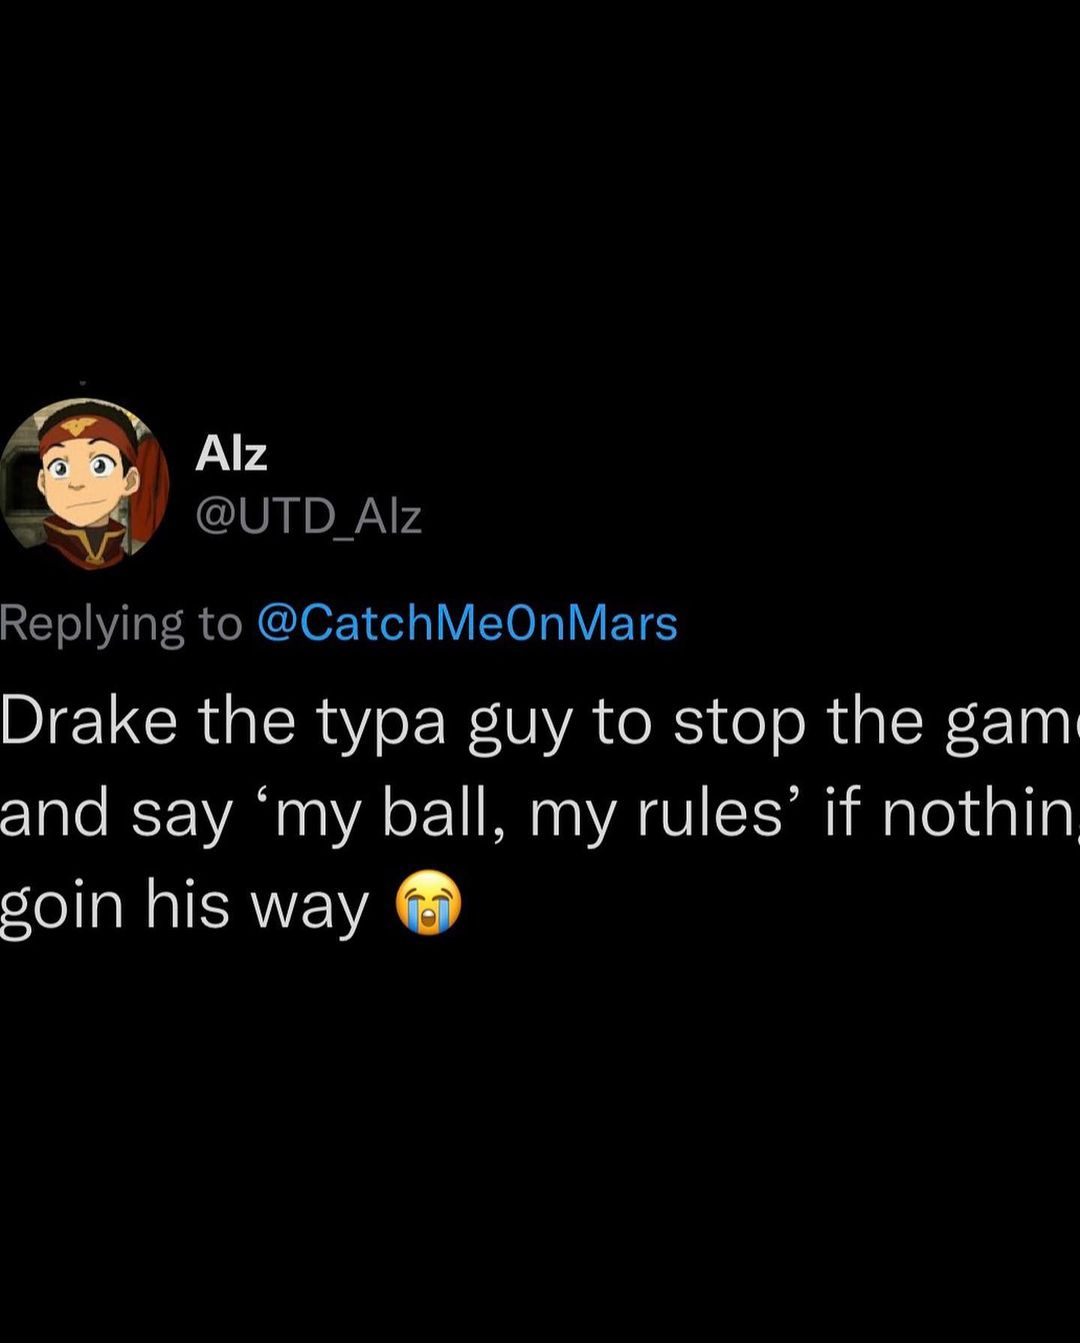 Alz
@UTD_Alz
Replying to @CatchMeOnMars
Drake the typa guy to stop the gam
and say ‘my ball, my rules’ if nothin
goin his way 😭